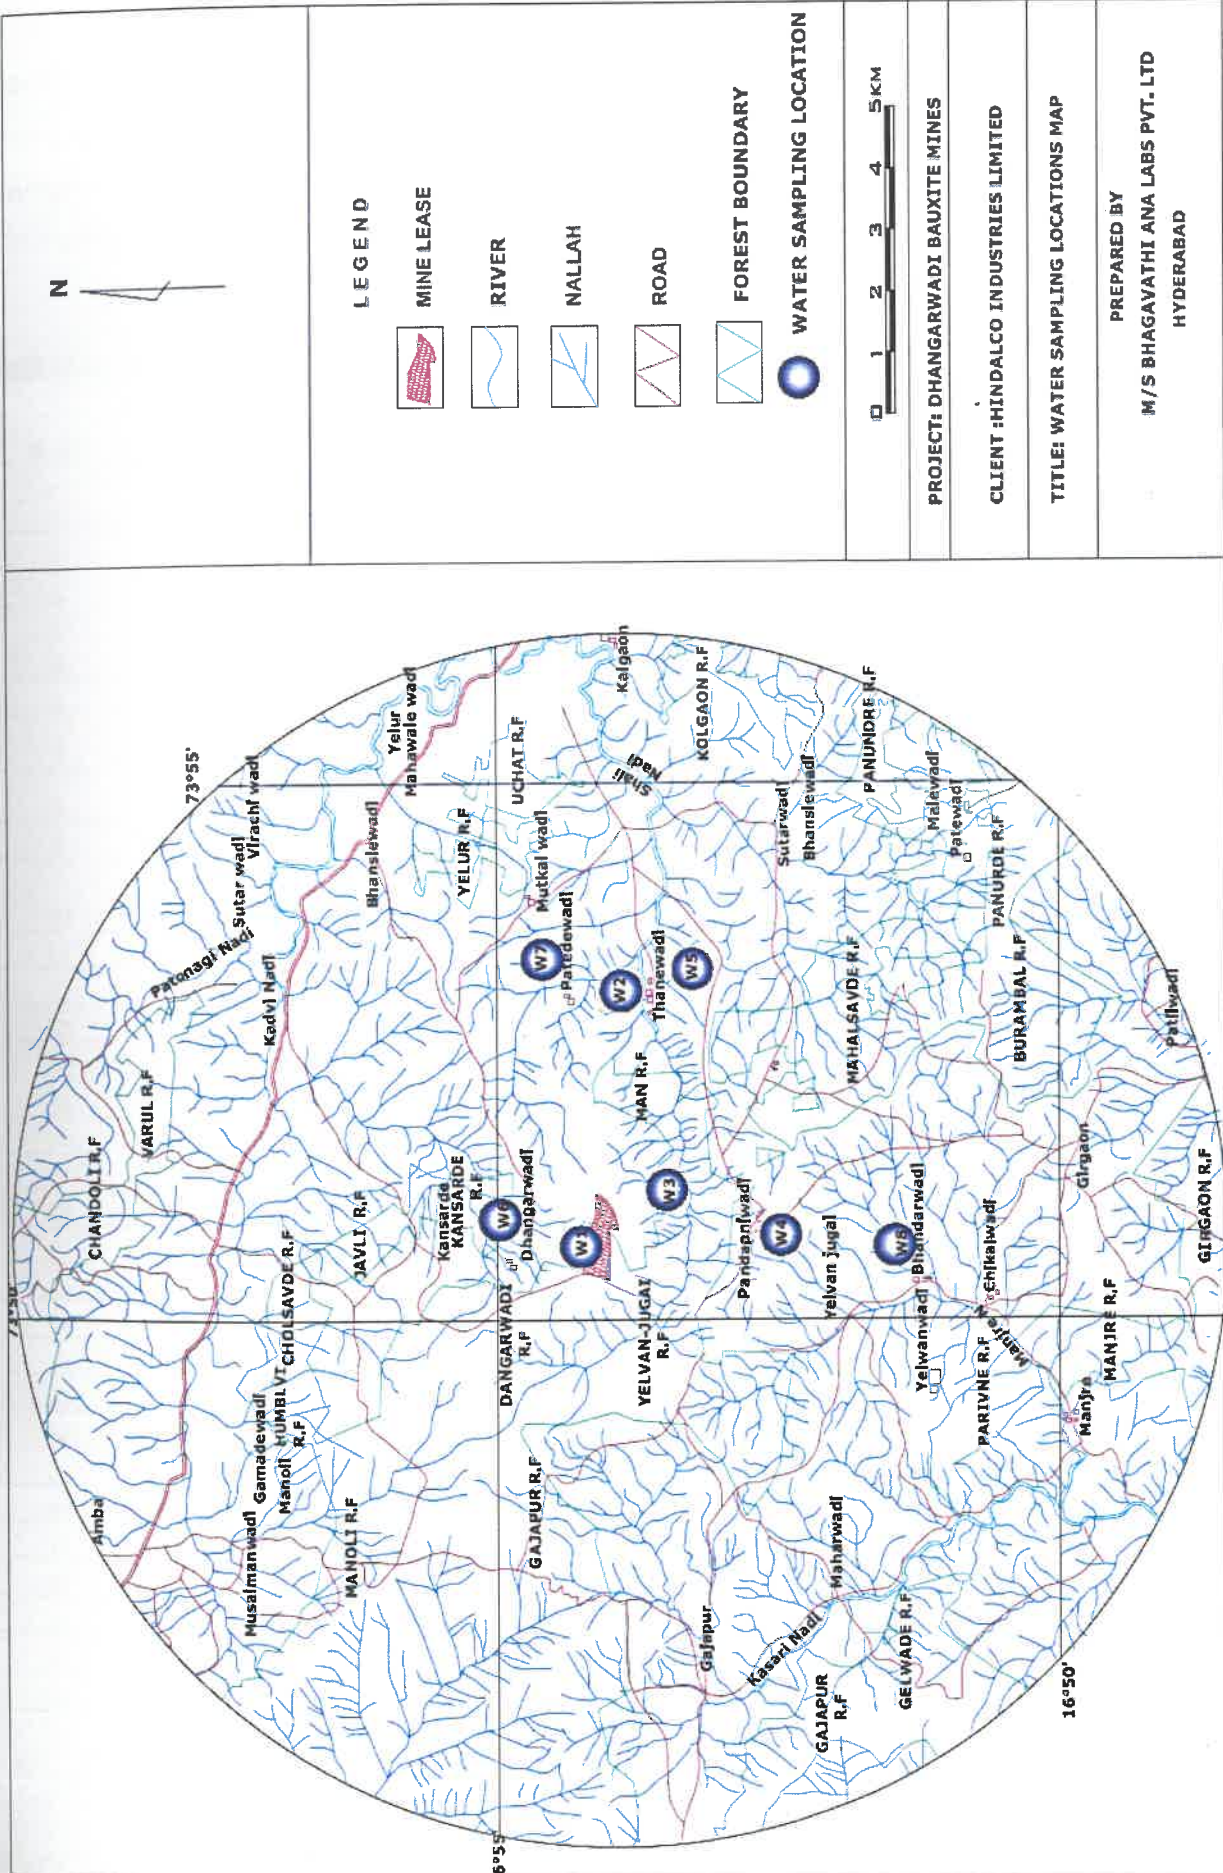 N
LEGEND
MINE LEASE
RIVER
NALLAH
ROAD
FOREST BOUNDARY
WATER SAMPLING LOCATION
0 1 2 3 4 5 KM
PROJECT: DHANGARWADI BAUXITE MINES
CLIENT :HINDALCO INDUSTRIES LIMITED
TITLE: WATER SAMPLING LOCATIONS MAP
PREPARED BY
M/S BHAGAVATHI ANA LABS PVT. LTD
HYDERABAD
73°55'
16°50'
Amba
CHANDOLI R.F
VARUL R.F
Patonagi Nadi
Sutar wadi
Virachi wadi
Kadvi Nadi
Musalmanwadi
Gamadewadi
Manoli
HUMBLVI
R.F
CHOLSAVDE R.F
MANOLI R.F
JAVLI R.F
Bhanslewadi
Yelur
Mahawale wadi
Kansarde
KANSARDE
R.F
YELUR R.F
DANGARWADI
R.F
Dhangarwadi
W6
UCHAT R.F
Mutkal wadi
W7
Patedewadi
GAJAPUR R.F
W1
W2
Kalgaon
Shali
Nadi
YELVAN-JUGAI
R.F
MAN R.F
Thanewadi
W3
W5
KOLGAON R.F
Gajapur
Pandapniwadi
W4
Sutarwadi
Bhanslewadi
Kasari Nadi
GAJAPUR
R.F
Maharwadi
Yelvan jugai
MAHALSAVDE R.F
PANUNDRE R.F
GELWADE R.F
W8
Yelwanwadi
Bhandarwadi
Malewadi
Patewadi
PARIVNE R.F
Chikalwadi
Manjre
PANURDE R.F
BURAMBAL R.F
Manjre
MANJRE R.F
Girgaon
Patilwadi
GIRGAON R.F